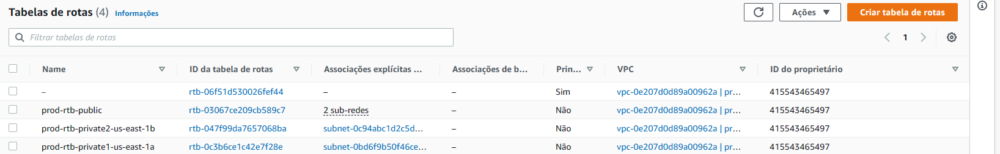 Tabelas de rotas (4) Informações
Ações
Criar tabela de rotas
Filtrar tabelas de rotas
1
Name ID da tabela de rotas Associações explícitas ... Associações de b... Prin... VPC ID do proprietário
– rtb-06f51d530026fef44 – – Sim vpc-0e207d0d89a00962a | pr... 415543465497
prod-rtb-public rtb-03067ce209cb589c7 2 sub-redes – Não vpc-0e207d0d89a00962a | pr... 415543465497
prod-rtb-private2-us-east-1b rtb-047f99da7657068ba subnet-0c94abc1d2c5d... – Não vpc-0e207d0d89a00962a | pr... 415543465497
prod-rtb-private1-us-east-1a rtb-0c3b6ce1c42e7f28e subnet-0bd6f9b50f46ce... – Não vpc-0e207d0d89a00962a | pr... 415543465497